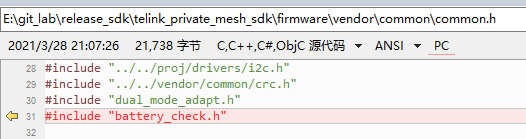 E:\git_lab\release_sdk\telink_private_mesh_sdk\firmware\vendor\common\common.h
2021/3/28 21:07:26 21,738 字节 C,C++,C#,ObjC 源代码 ANSI PC
28 #include "../../proj/drivers/i2c.h"
29 #include "../../vendor/common/crc.h"
30 #include "dual_mode_adapt.h"
31 #include "battery_check.h"
32